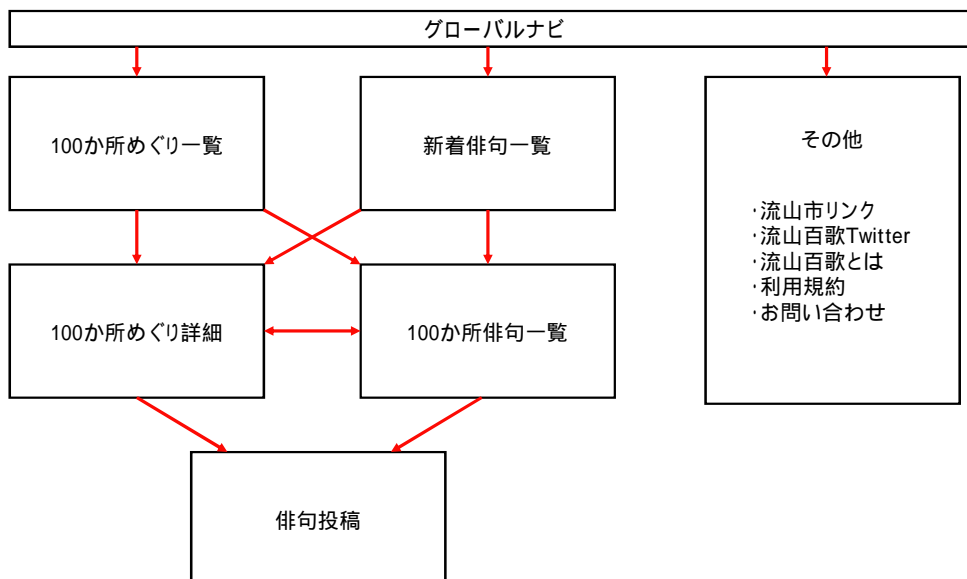 グローバルナビ
100か所めぐり一覧
新着俳句一覧
その他
・流山市リンク
・流山百歌Twitter
・流山百歌とは
・利用規約
・お問い合わせ
100か所めぐり詳細
100か所俳句一覧
俳句投稿